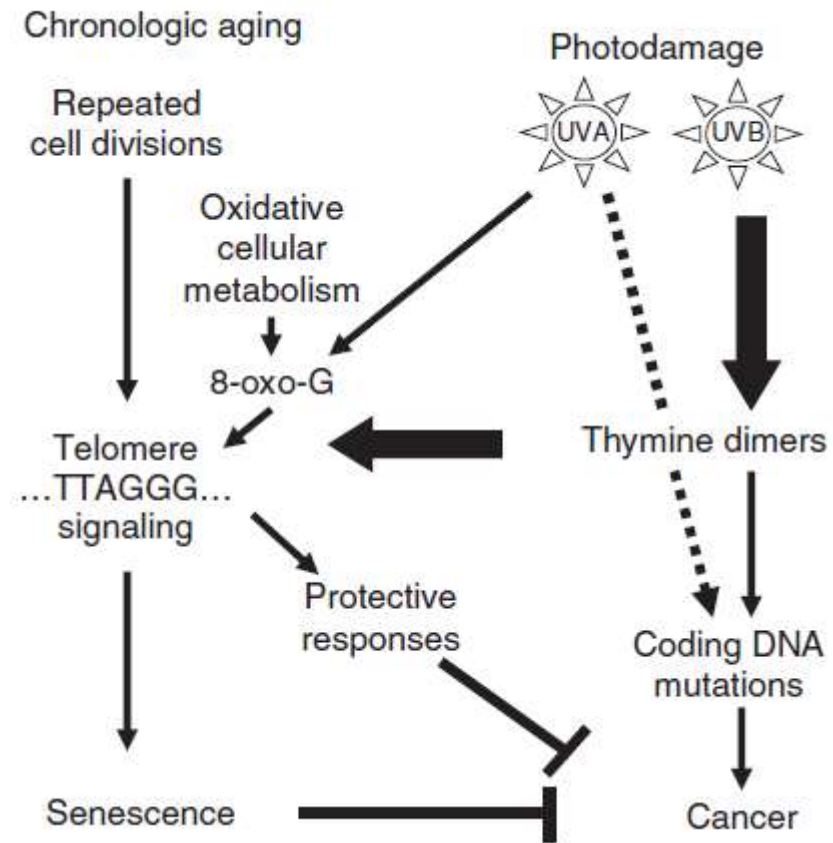 Chronologic aging
Photodamage
Repeated
cell divisions
UVA
UVB
Oxidative
cellular
metabolism
8-oxo-G
Telomere
...TTAGGG...
signaling
Thymine dimers
Protective
responses
Coding DNA
mutations
Senescence
Cancer